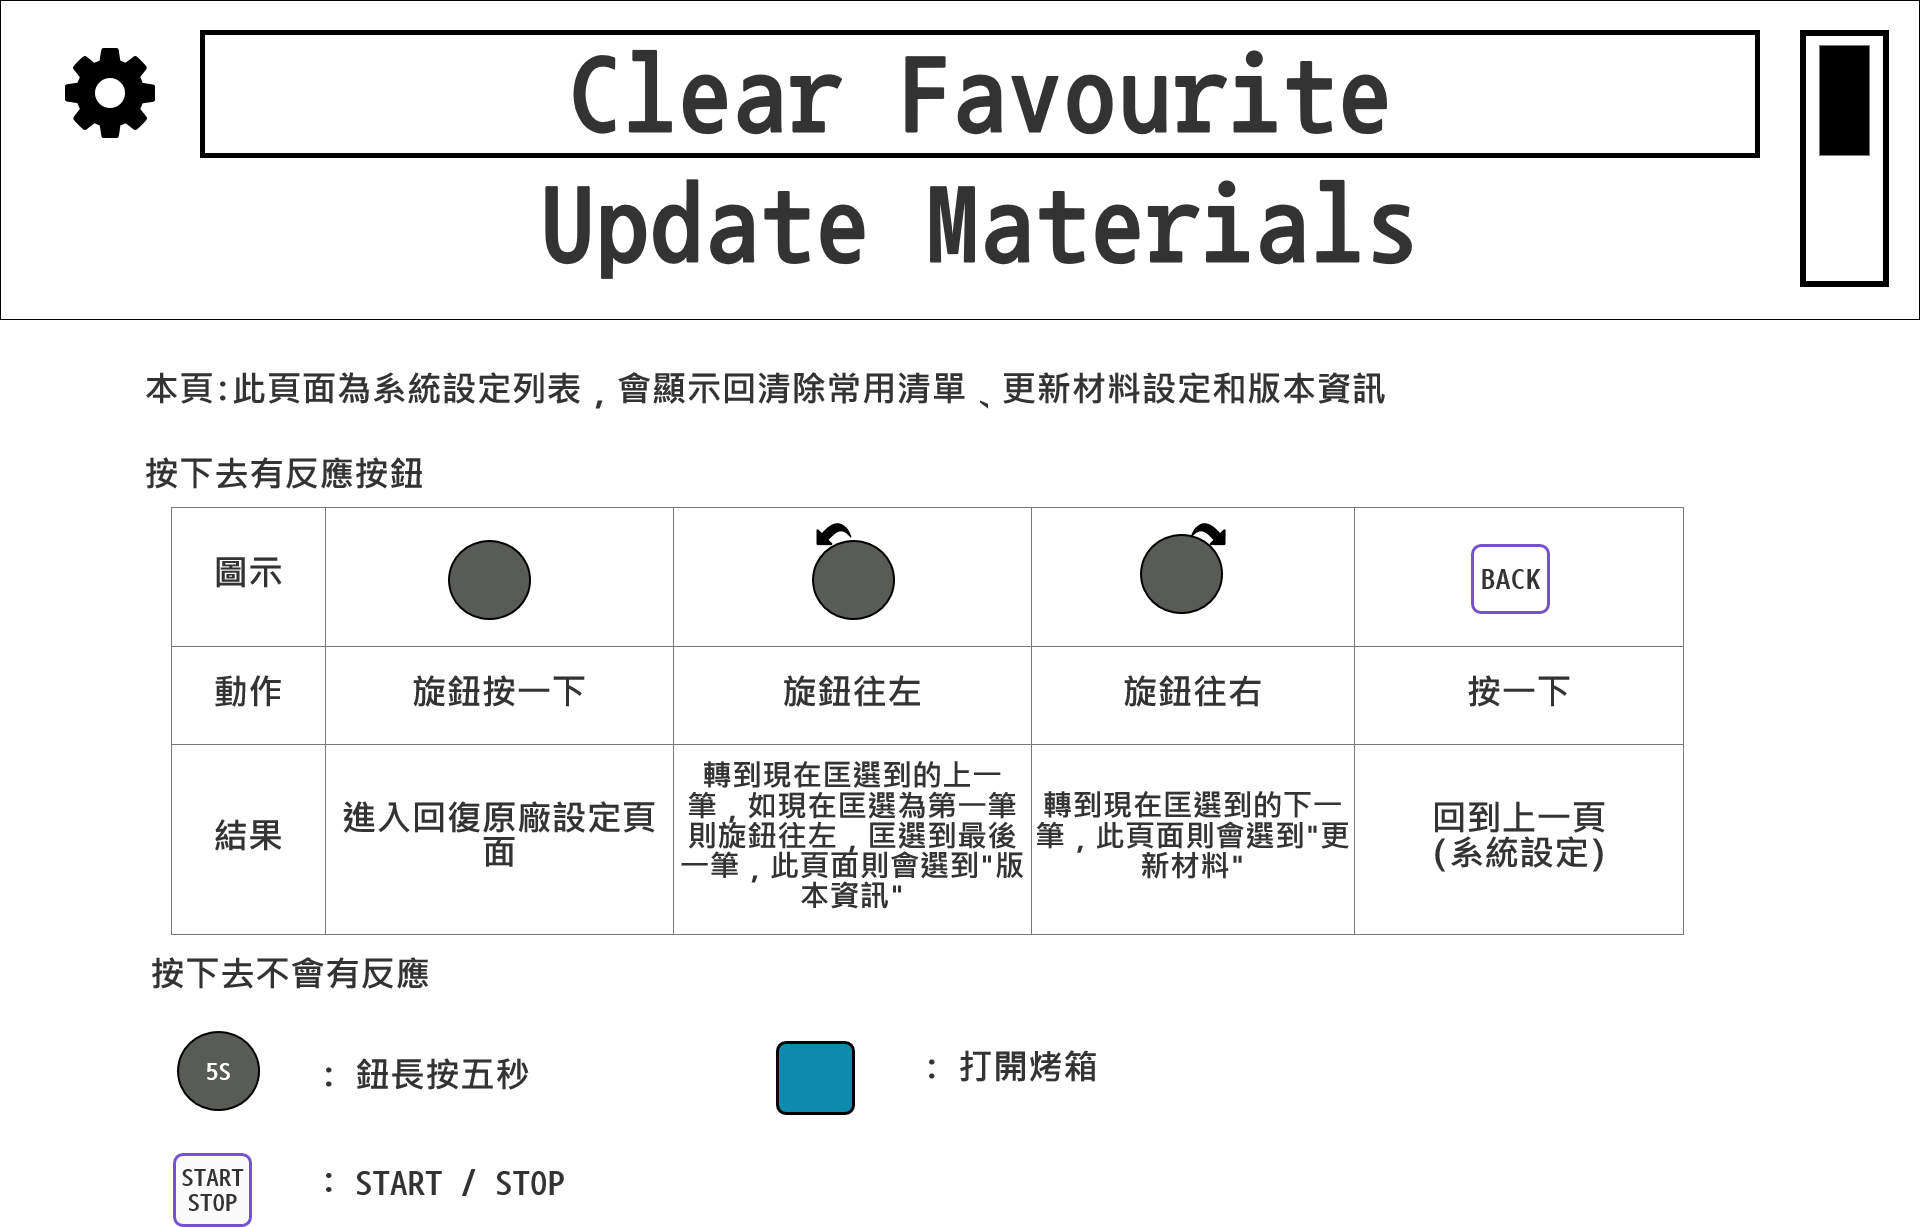 Clear Favourite
Update Materials
本頁:此頁面為系統設定列表，會顯示回清除常用清單、更新材料設定和版本資訊
按下去有反應按鈕
圖示
BACK
動作
旋鈕按一下
旋鈕往左
旋鈕往右
按一下
結果
進入回復原廠設定頁
面
轉到現在匡選到的上一
筆，如現在匡選為第一筆
則旋鈕往左，匡選到最後
一筆，此頁面則會選到"版
本資訊"
轉到現在匡選到的下一
筆，此頁面則會選到"更
新材料"
回到上一頁
(系統設定)
按下去不會有反應
5S
: 鈕長按五秒
: 打開烤箱
START
STOP
: START / STOP